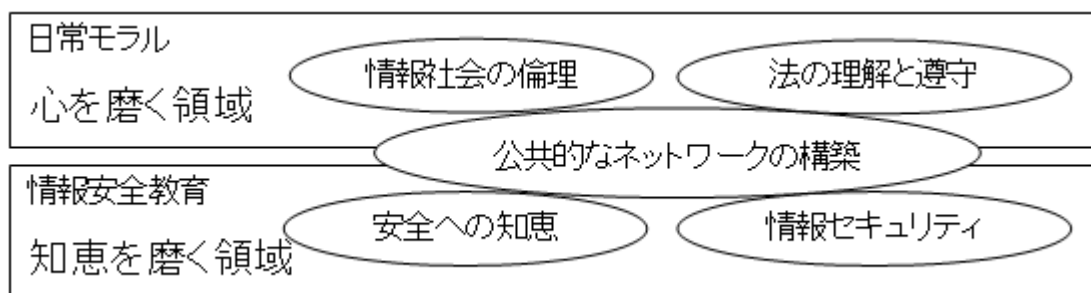 日常モラル
情報社会の倫理
法の理解と遵守
心を磨く領域
公共的なネットワークの構築
情報安全教育
安全への知恵
情報セキュリティ
知恵を磨く領域